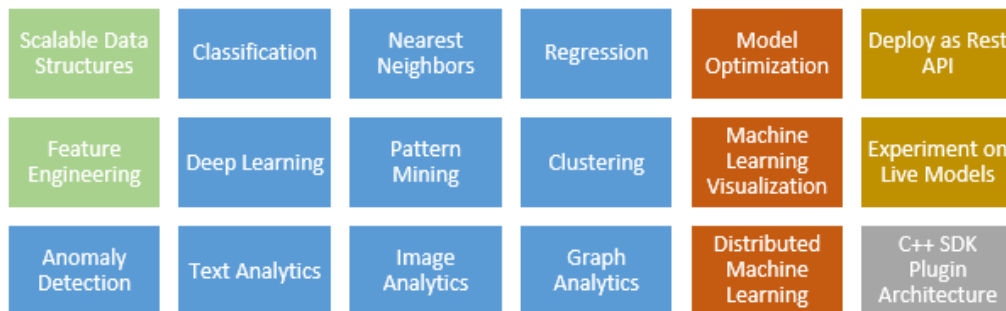 Scalable Data
Structures
Classification
Nearest
Neighbors
Regression
Model
Optimization
Deploy as Rest
API
Feature
Engineering
Deep Learning
Pattern
Mining
Clustering
Machine
Learning
Visualization
Experiment on
Live Models
Anomaly
Detection
Text Analytics
Image
Analytics
Graph
Analytics
Distributed
Machine
Learning
C++ SDK
Plugin
Architecture